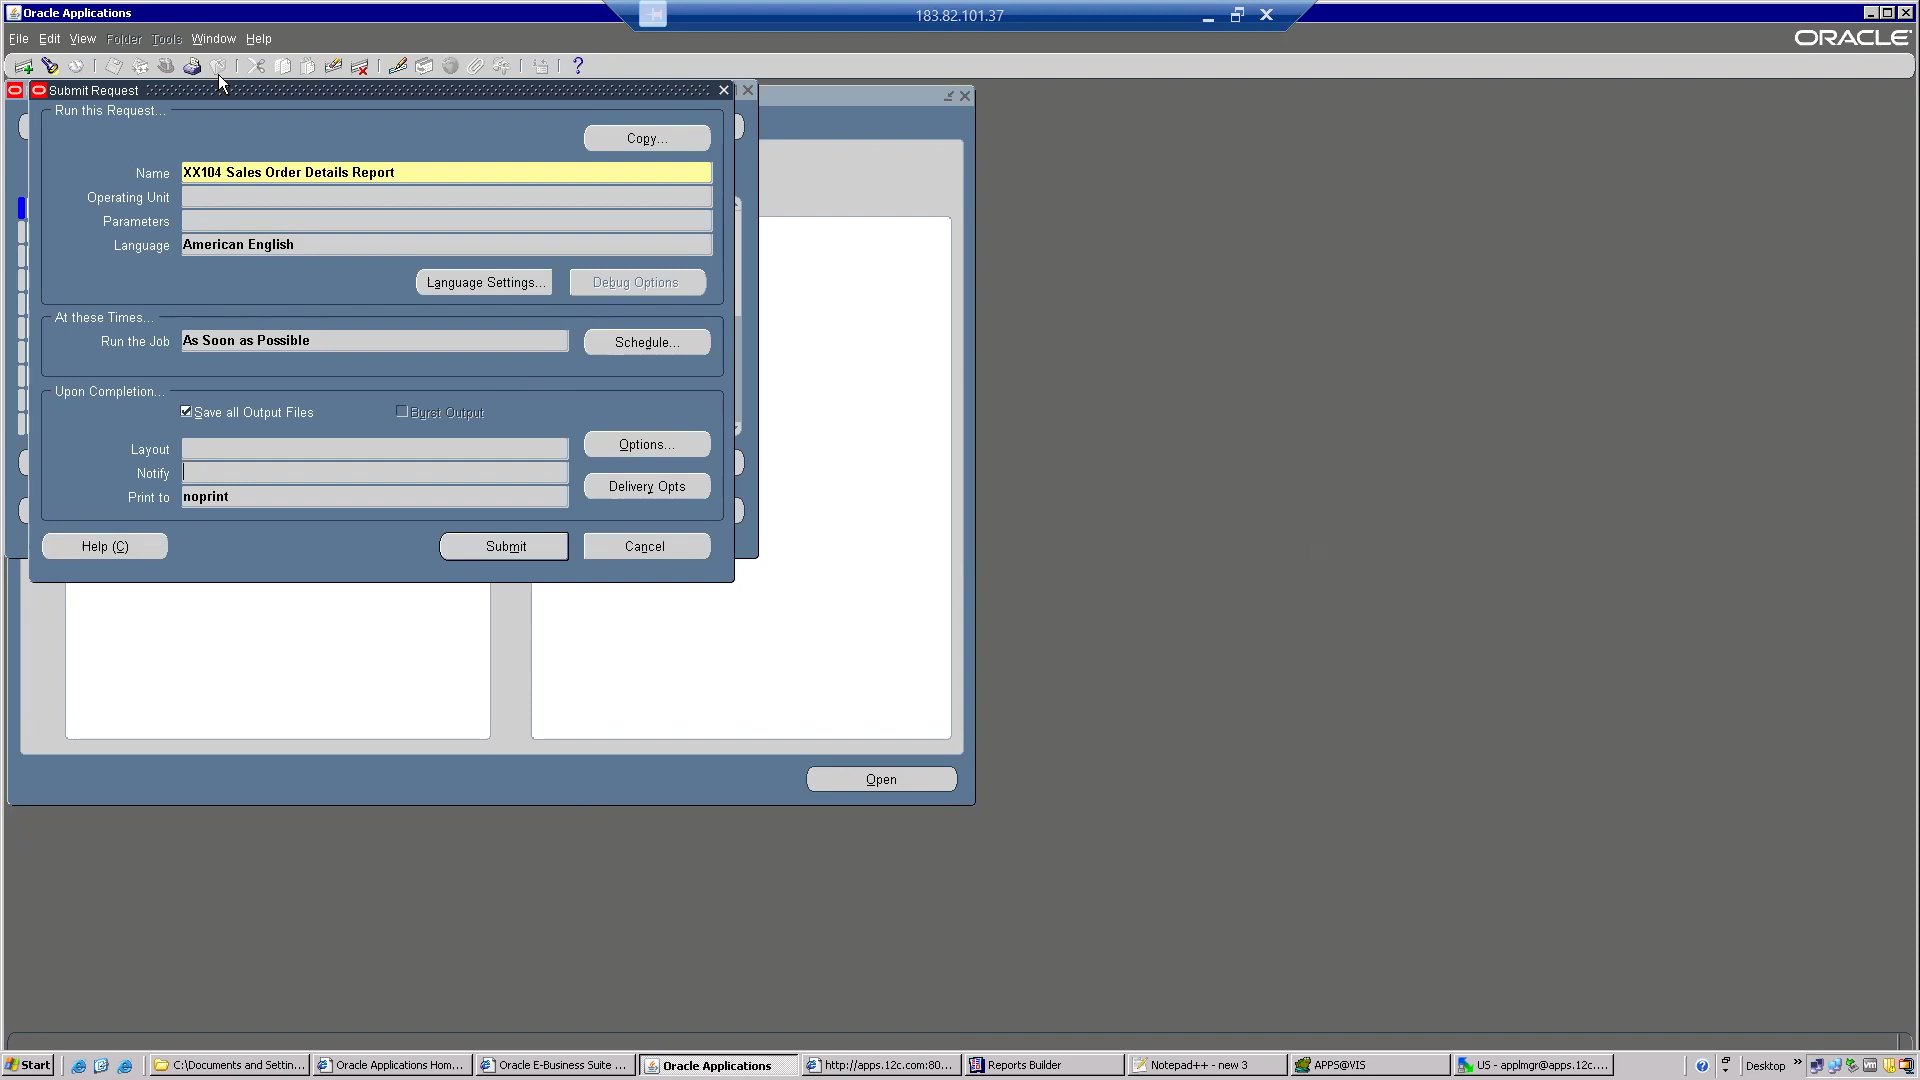 Oracle Applications
183.82.101.37
File Edit View Folder Tools Window Help
ORACLE
Submit Request
Run this Request...
Copy...
Name XX104 Sales Order Details Report
Operating Unit
Parameters
Language American English
Language Settings... Debug Options
At these Times...
Run the Job As Soon as Possible Schedule...
Upon Completion...
Save all Output Files Burst Output
Layout Options...
Notify
Delivery Opts
Print to noprint
Help (C) Submit Cancel
Open
Start C:\Documents and Settin... Oracle Applications Hom... Oracle E-Business Suite ... Oracle Applications http://apps.12c.com:80... Reports Builder Notepad++ - new 3 APPS@VIS US - applmgr@apps.12c.... Desktop